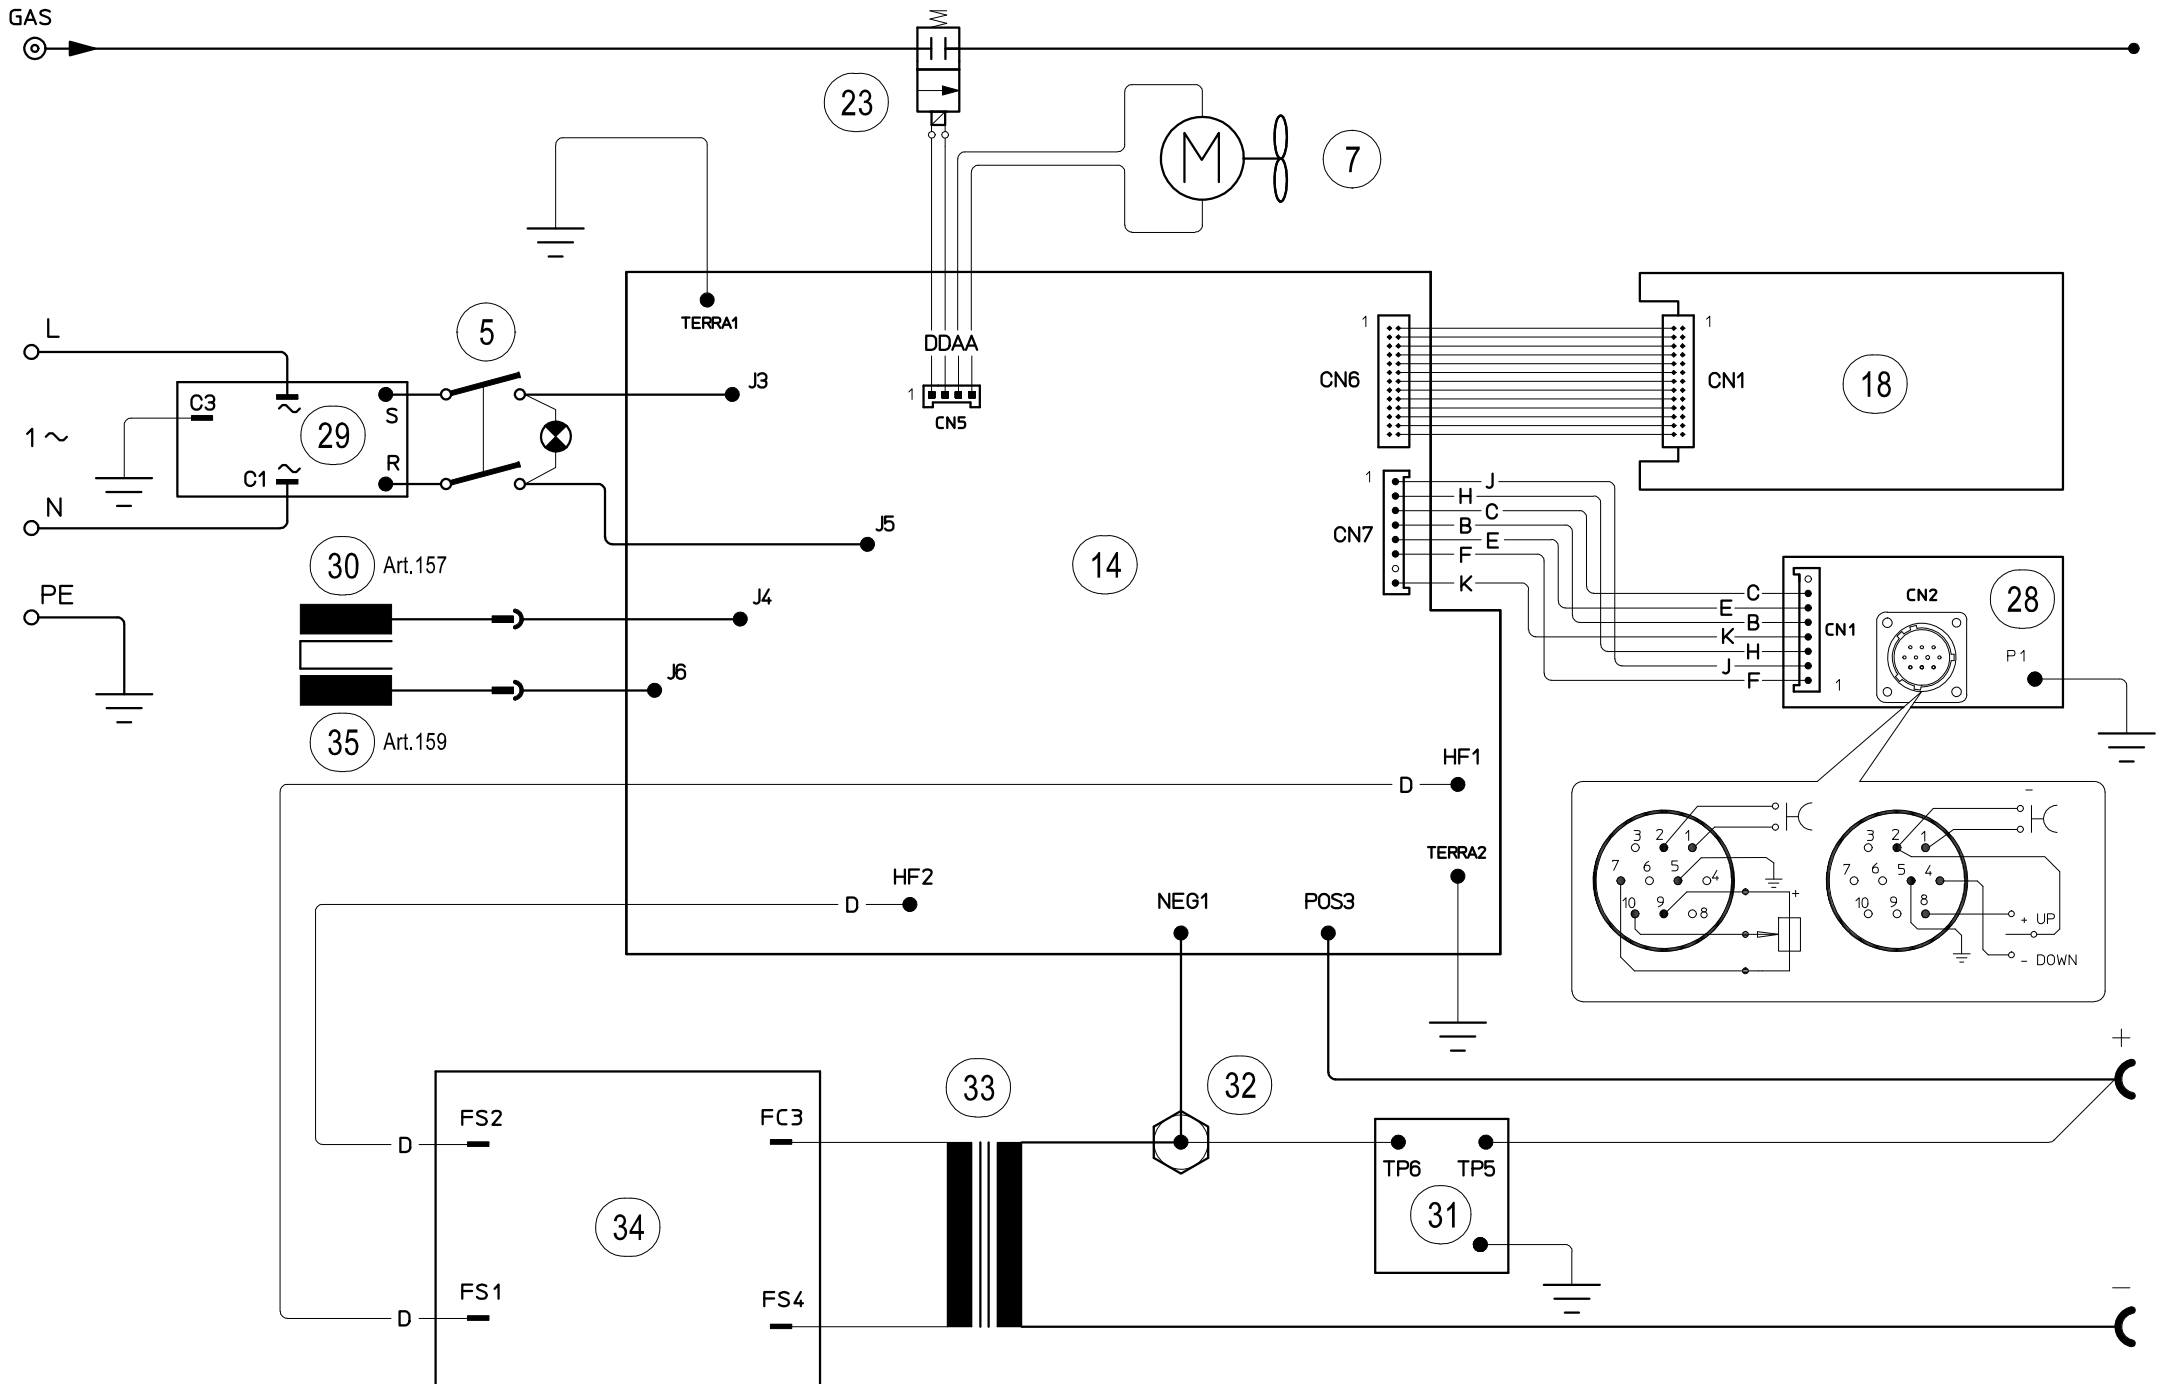 GAS
23
7
TERRA1
L
5
J3
DDAA
1
CN5
1
CN6
1
CN1
18
C3
S
29
1~
R
C1
N
J5
1
CN7
J
H
C
B
E
F
K
14
30 Art.157
J4
PE
J6
35 Art.159
C
E
B
K
H
J
F
CN1
1
CN2
28
P1
HF1
D
TERRA2
HF2
D
NEG1
POS3
3 2 1
7 6 5 4
10 9 8
+
-
3 2 1
7 6 5 4
10 9 8
+ UP
- DOWN
+
33
32
FS2
D
FC3
TP6 TP5
31
34
FS1
D
FS4
-